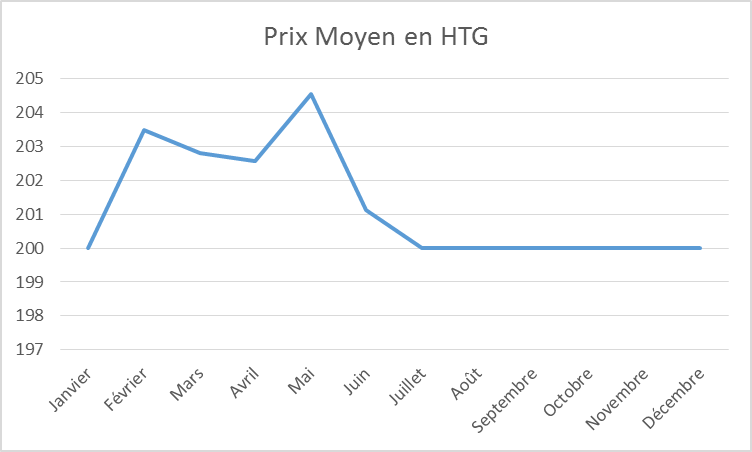 Prix Moyen en HTG
205
204
203
202
201
200
199
198
197
Janvier
Février
Mars
Avril
Mai
Juin
Juillet
Août
Septembre
Octobre
Novembre
Décembre